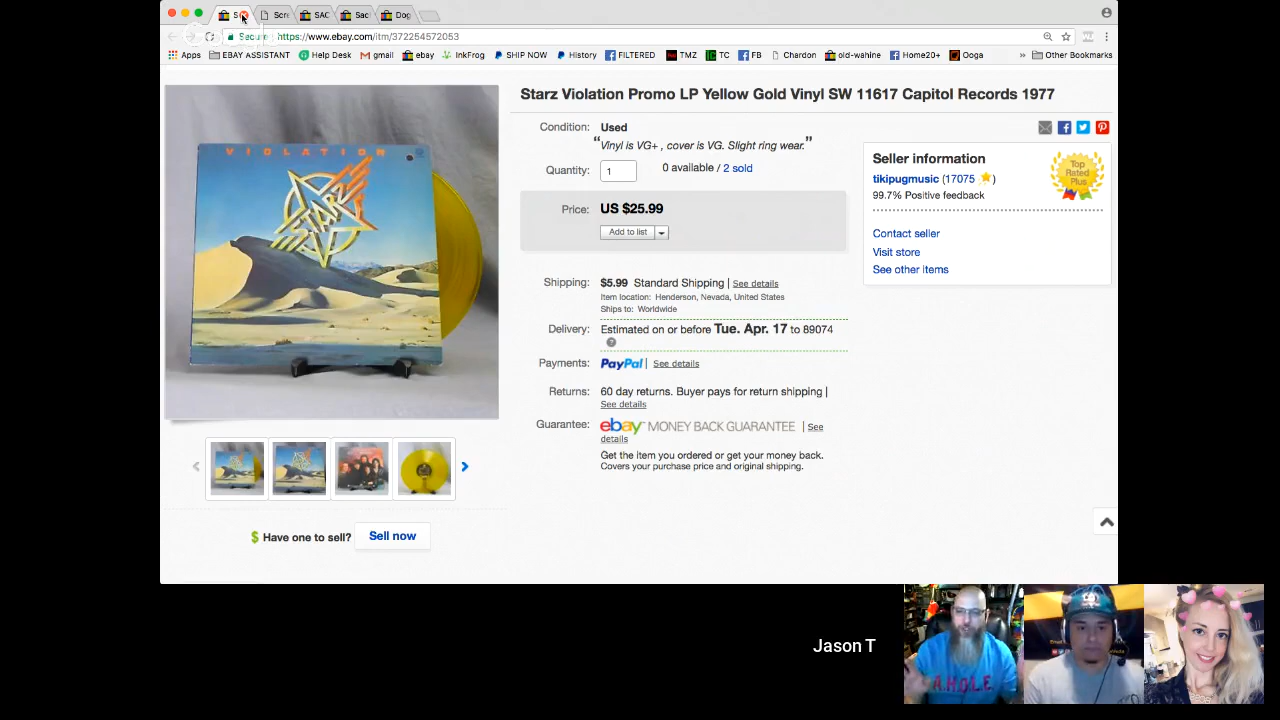 S
Scre
SAC
Sac
Dog
Secure
https://www.ebay.com/itm/372254572053
Apps
EBAY ASSISTANT
Help Desk
gmail
ebay
InkFrog
SHIP NOW
History
FILTERED
TMZ
TC
FB
Chardon
old-wahine
Home20+
Ooga
»
Other Bookmarks
VIOLATION
Starz Violation Promo LP Yellow Gold Vinyl SW 11617 Capitol Records 1977
Condition: Used
“Vinyl is VG+ , cover is VG. Slight ring wear.”
Quantity: 1 0 available / 2 sold
Price: US $25.99
Add to list
Shipping: $5.99 Standard Shipping | See details
Item location: Henderson, Nevada, United States
Ships to: Worldwide
Delivery: Estimated on or before Tue. Apr. 17 to 89074
Payments: PayPal | See details
Returns: 60 day returns. Buyer pays for return shipping |
See details
Guarantee: ebay MONEY BACK GUARANTEE | See
details
Get the item you ordered or get your money back.
Covers your purchase price and original shipping.
Seller information
tikipugmusic (17075 )
99.7% Positive feedback
Top
Rated
Plus
Contact seller
Visit store
See other items
$ Have one to sell? Sell now
Jason T
A.H.O.L.E.